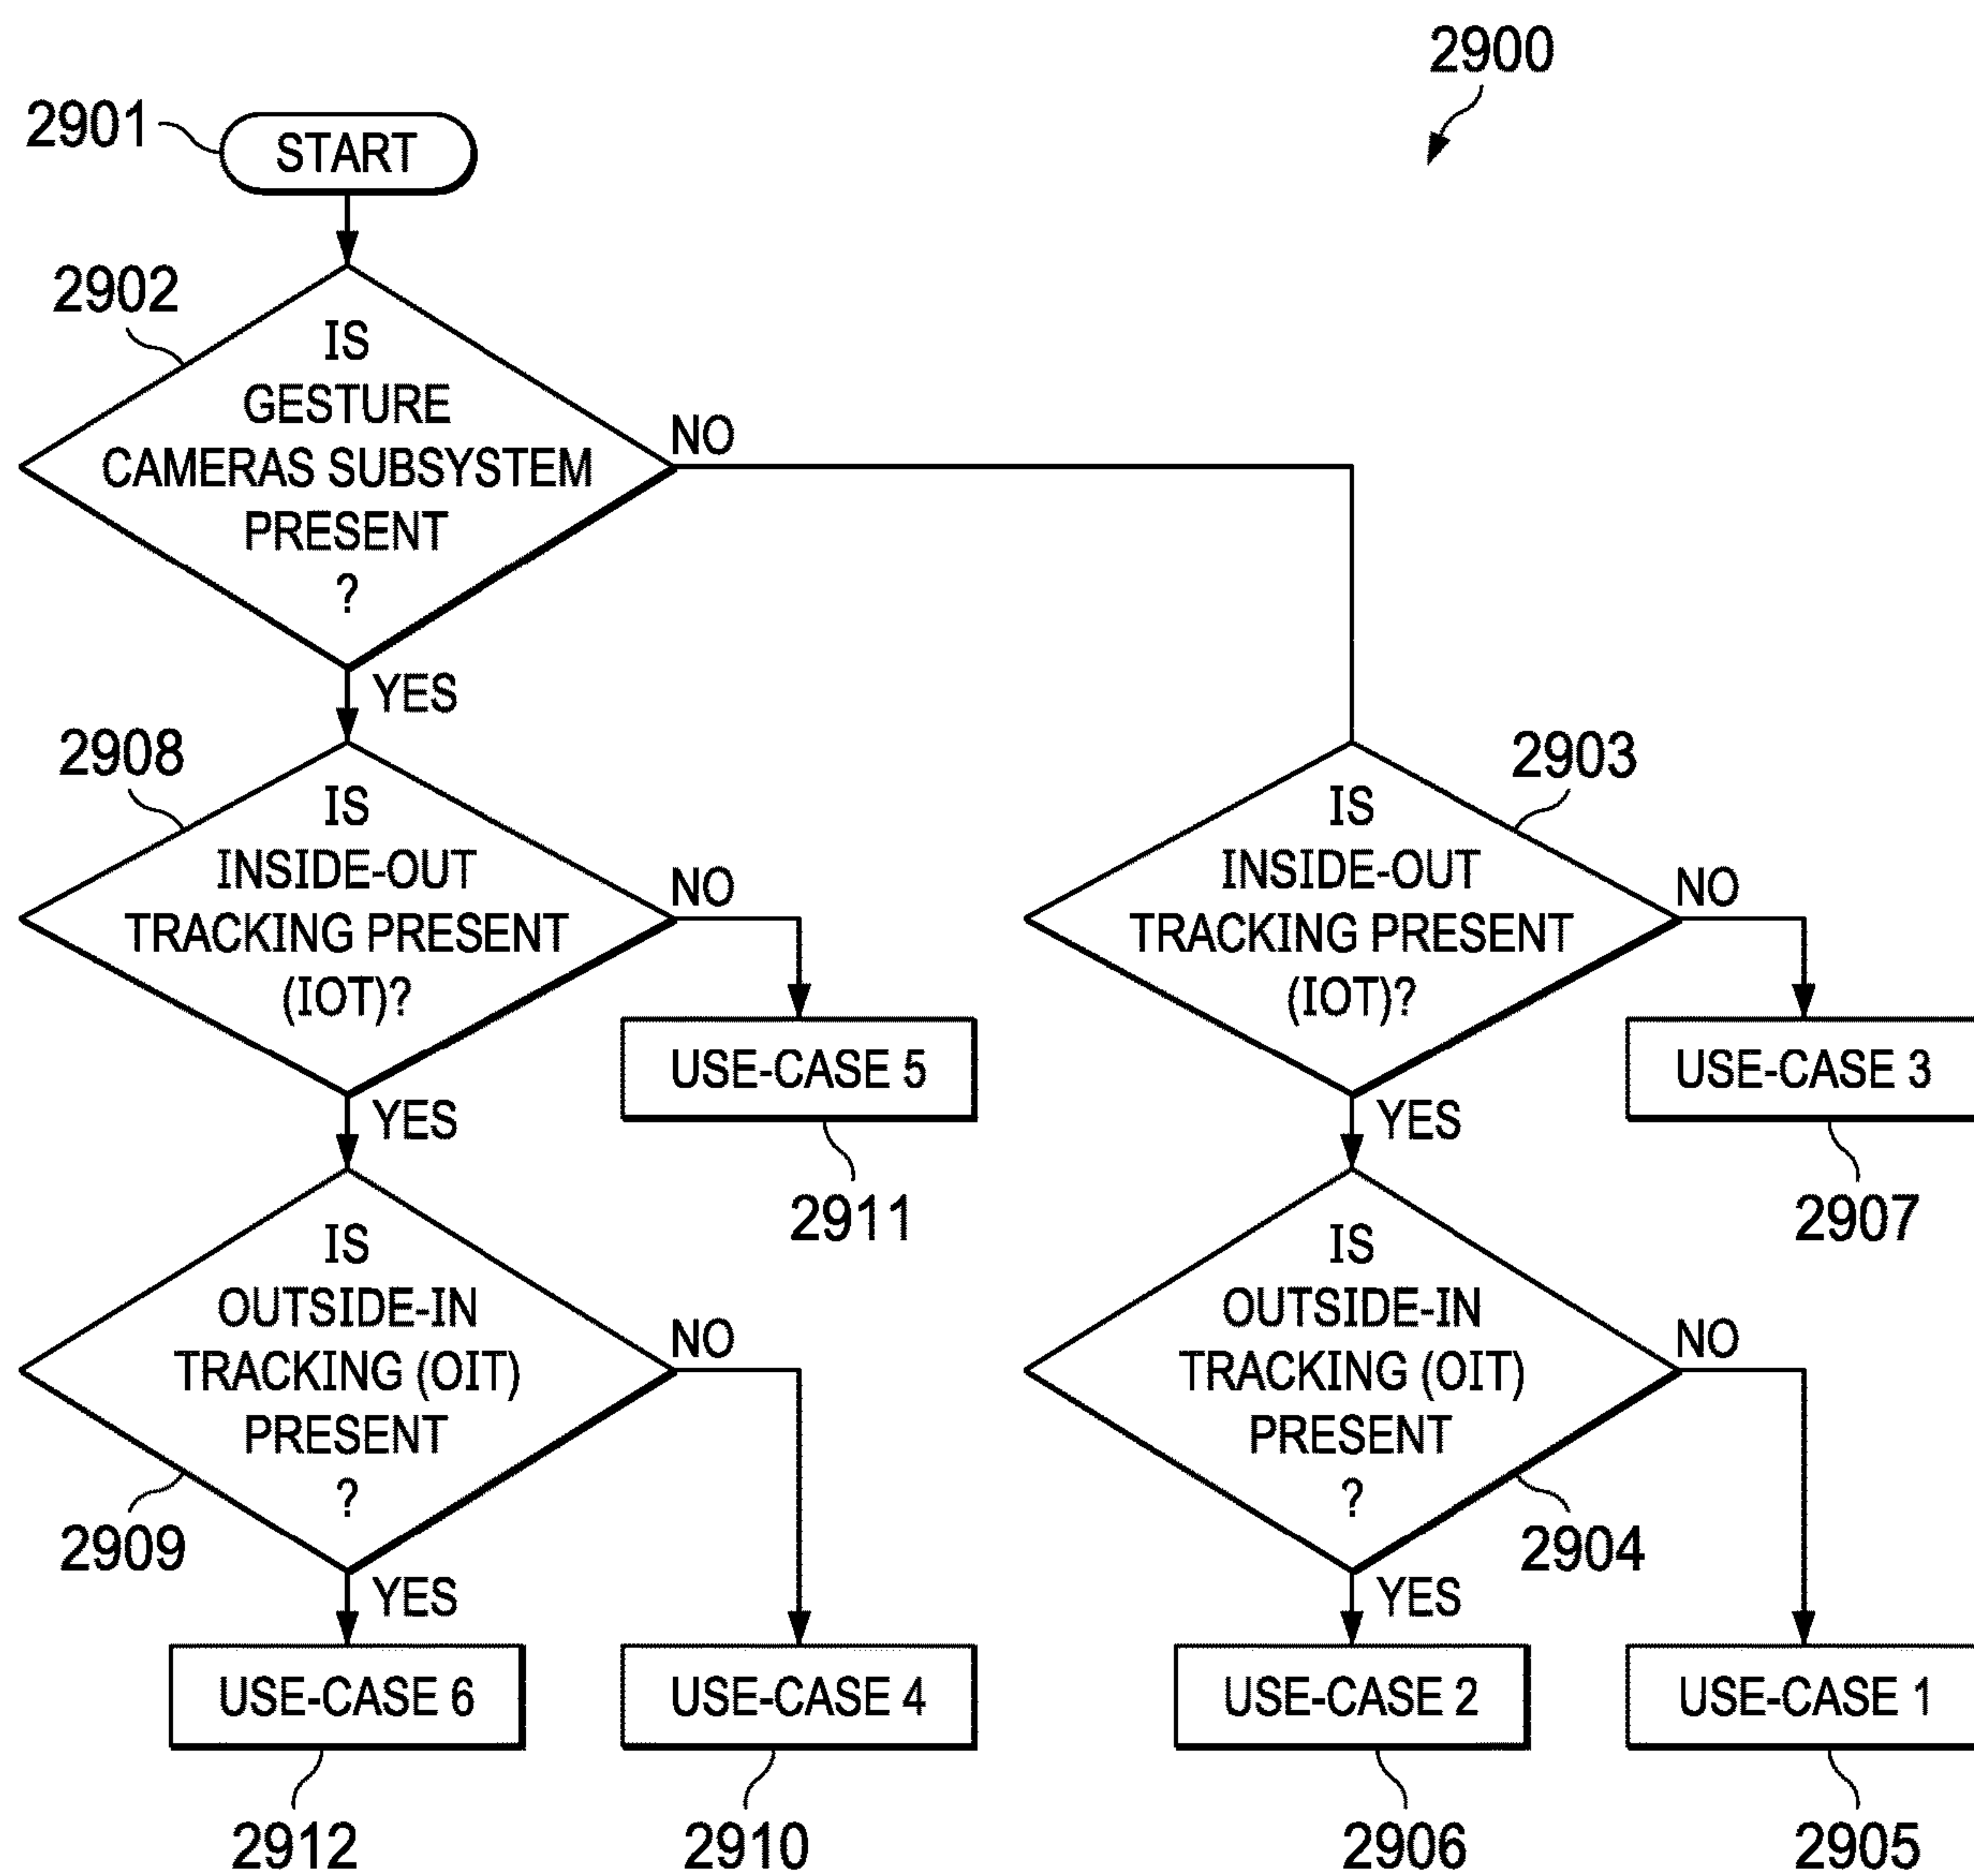 2900
2901
START
2902
IS
GESTURE
CAMERAS SUBSYSTEM
PRESENT
?
NO
YES
2908
IS
INSIDE-OUT
TRACKING PRESENT
(IOT)?
NO
YES
USE-CASE 5
2911
2903
IS
INSIDE-OUT
TRACKING PRESENT
(IOT)?
NO
YES
USE-CASE 3
2907
IS
OUTSIDE-IN
TRACKING (OIT)
PRESENT
?
NO
2909
YES
USE-CASE 6
2912
USE-CASE 4
2910
IS
OUTSIDE-IN
TRACKING (OIT)
PRESENT
?
NO
2904
YES
USE-CASE 2
2906
USE-CASE 1
2905